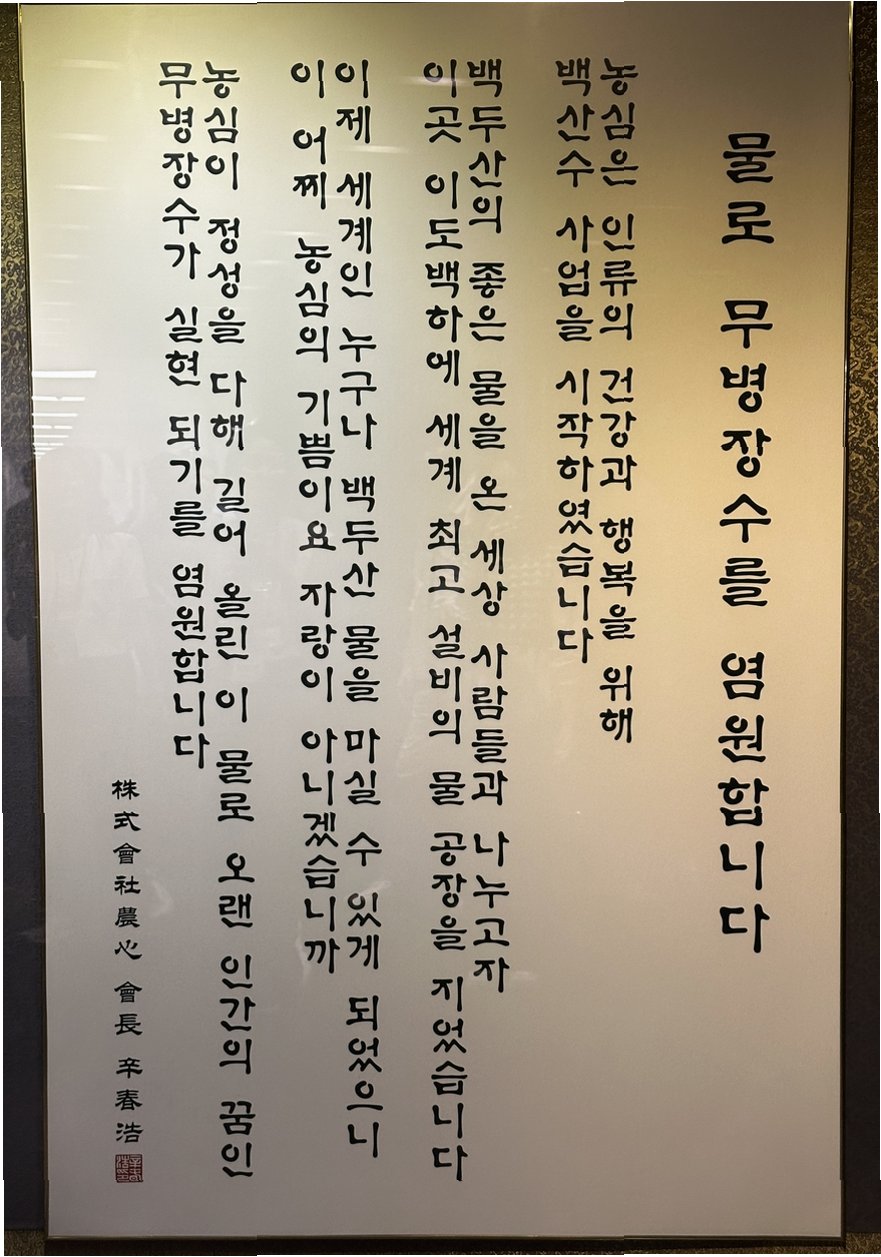 물로 무병장수를 염원합니다
농심은 인류의 건강과 행복을 위해
백산수 사업을 시작하였습니다
백두산의 좋은 물을 온 세상 사람들과 나누고자
이곳 이도백하에 세계 최고 설비의 물 공장을 지었습니다
이제 세계인 누구나 백두산 물을 마실 수 있게 되었으니
이 어찌 농심의 기쁨이요 자랑이 아니겠습니까
농심이 정성을 다해 길어 올린 이 물로 오랜 인간의 꿈인
무병장수가 실현 되기를 염원합니다
株式會社農心 會長 辛春浩